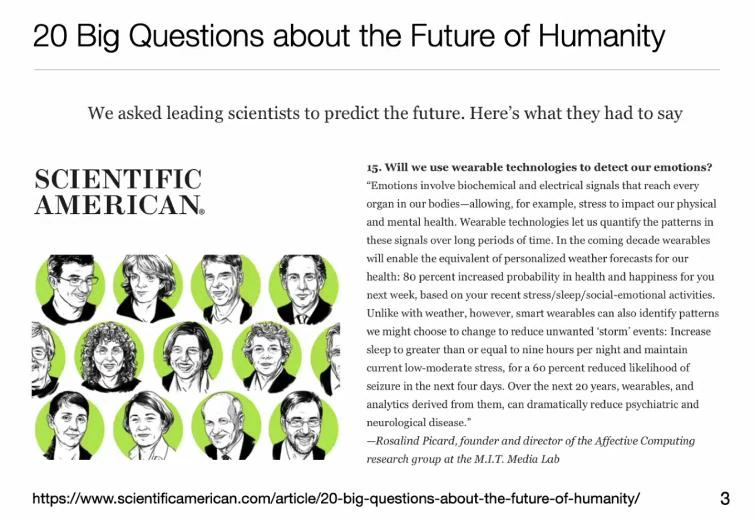 20 Big Questions about the Future of Humanity
We asked leading scientists to predict the future. Here's what they had to say
SCIENTIFIC
AMERICAN®
15. Will we use wearable technologies to detect our emotions?
“Emotions involve biochemical and electrical signals that reach every
organ in our bodies—allowing, for example, stress to impact our physical
and mental health. Wearable technologies let us quantify the patterns in
these signals over long periods of time. In the coming decade wearables
will enable the equivalent of personalized weather forecasts for our
health: 80 percent increased probability in health and happiness for you
next week, based on your recent stress/sleep/social-emotional activities.
Unlike with weather, however, smart wearables can also identify patterns
we might choose to change to reduce unwanted ‘storm’ events: Increase
sleep to greater than or equal to nine hours per night and maintain
current low-moderate stress, for a 60 percent reduced likelihood of
seizure in the next four days. Over the next 20 years, wearables, and
analytics derived from them, can dramatically reduce psychiatric and
neurological disease.”
—Rosalind Picard, founder and director of the Affective Computing
research group at the M.I.T. Media Lab
https://www.scientificamerican.com/article/20-big-questions-about-the-future-of-humanity/
3